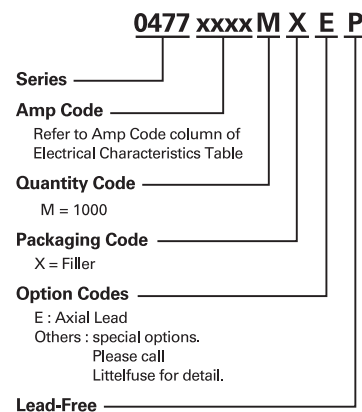 0477 xxxx M X E P
Series
Amp Code
Refer to Amp Code column of
Electrical Characteristics Table
Quantity Code
M = 1000
Packaging Code
X = Filler
Option Codes
E : Axial Lead
Others : special options.
Please call
Littelfuse for detail.
Lead-Free